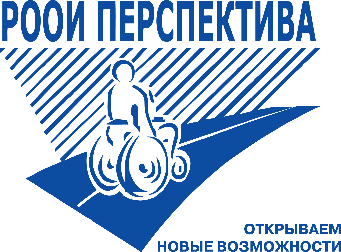 РООИ ПЕРСПЕКТИВА
ОТКРЫВАЕМ
НОВЫЕ ВОЗМОЖНОСТИ